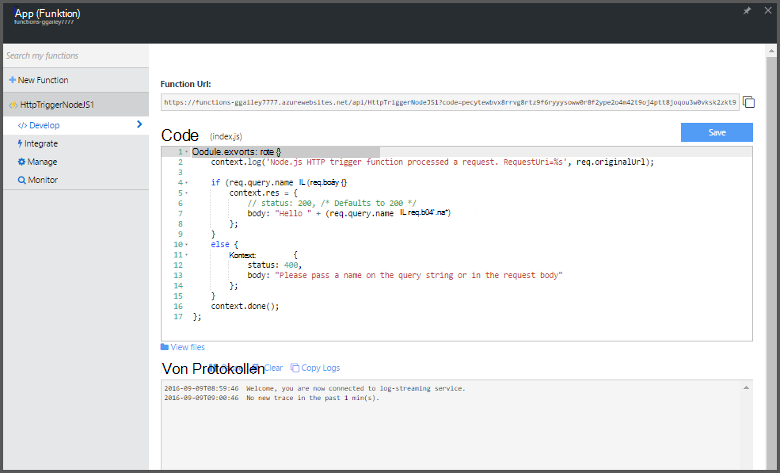 App (Funktion)
functions-ggailey7777
Search my functions
New Function
HttpTriggerNodeJS1
</> Develop
Integrate
Manage
Monitor
Function Url:
https://functions-ggailey7777.azurewebsites.net/api/HttpTriggerNodeJS1?code=
Code (index.js)
Save
1 Oodule.exvorts: rote {}
2 context.log('Node.js HTTP trigger function processed a request. RequestUri=%s', req.originalUrl);
3
4 if (req.query.name IL (req.boäy {}
5 context.res = {
6 // status: 200, /* Defaults to 200 */
7 body: "Hello " + (req.query.name IL req.b04'.na")
8 };
9 }
10 else {
11 Kontext: {
12 status: 400,
13 body: "Please pass a name on the query string or in the request body"
14 };
15 }
16 context.done();
17 };
View files
Von Protokollen Clear Copy Logs
2016-09-09T08:59:46 Welcome, you are now connected to log-streaming service.
2016-09-09T09:00:46 No new trace in the past 1 min(s).